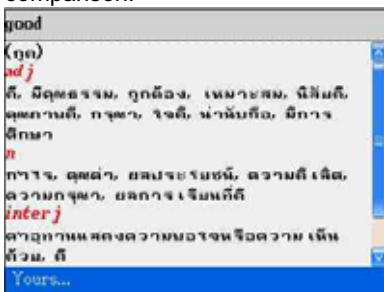 comparison.
good
(กูด)
adj
ดี, มีคุณธรรม, ถูกต้อง, เหมาะสม, นิสัยดี,
คุณภาพดี, กรุณา, ใจดี, น่านับถือ, มีการ
ศึกษา
n
กำไร, คุณค่า, ผลประโยชน์, ความดีเลิศ,
ความกรุณา, ผลการเรียนที่ดี
interj
คำอุทานแสดงความพอใจหรือความเห็น
ด้วย, ดี
Yours...